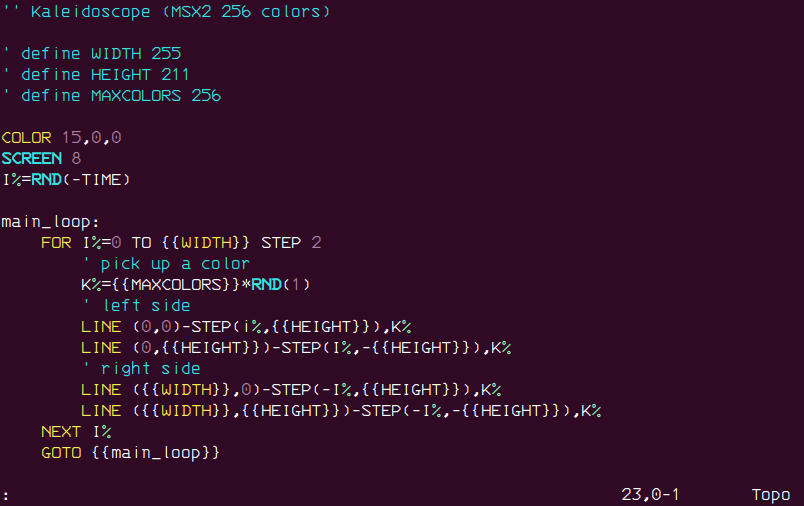 '' Kaleidoscope (MSX2 256 colors)
' define WIDTH 255
' define HEIGHT 211
' define MAXCOLORS 256
COLOR 15,0,0
SCREEN 8
I%=RND(-TIME)
main_loop:
FOR I%=0 TO {{WIDTH}} STEP 2
' pick up a color
K%={{MAXCOLORS}}*RND(1)
' left side
LINE (0,0)-STEP(i%,{{HEIGHT}}),K%
LINE (0,{{HEIGHT}})-STEP(I%,-{{HEIGHT}}),K%
' right side
LINE ({{WIDTH}},0)-STEP(-I%,{{HEIGHT}}),K%
LINE ({{WIDTH}},{{HEIGHT}})-STEP(-I%,-{{HEIGHT}}),K%
NEXT I%
GOTO {{main_loop}}
: 23,0-1 Topo